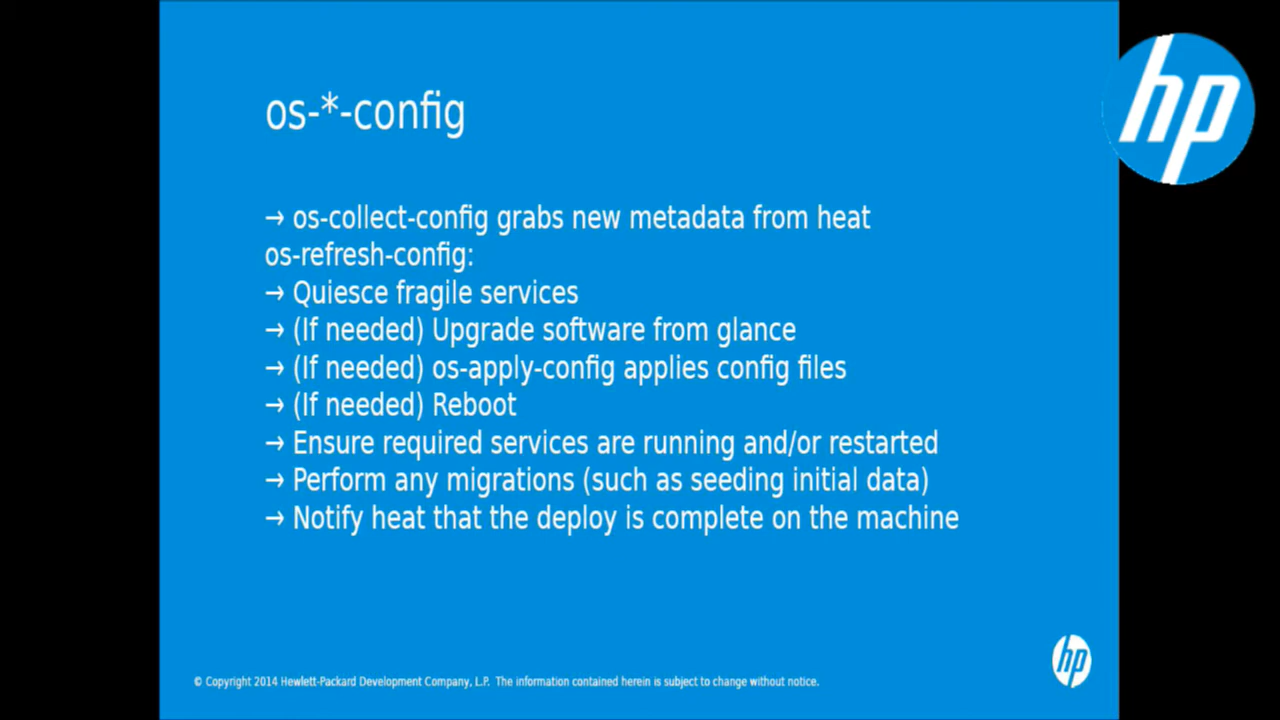 os-*-config
hp
→ os-collect-config grabs new metadata from heat
os-refresh-config:
→ Quiesce fragile services
→ (If needed) Upgrade software from glance
→ (If needed) os-apply-config applies config files
→ (If needed) Reboot
→ Ensure required services are running and/or restarted
→ Perform any migrations (such as seeding initial data)
→ Notify heat that the deploy is complete on the machine
hp
© Copyright 2014 Hewlett-Packard Development Company, L.P. The information contained herein is subject to change without notice.